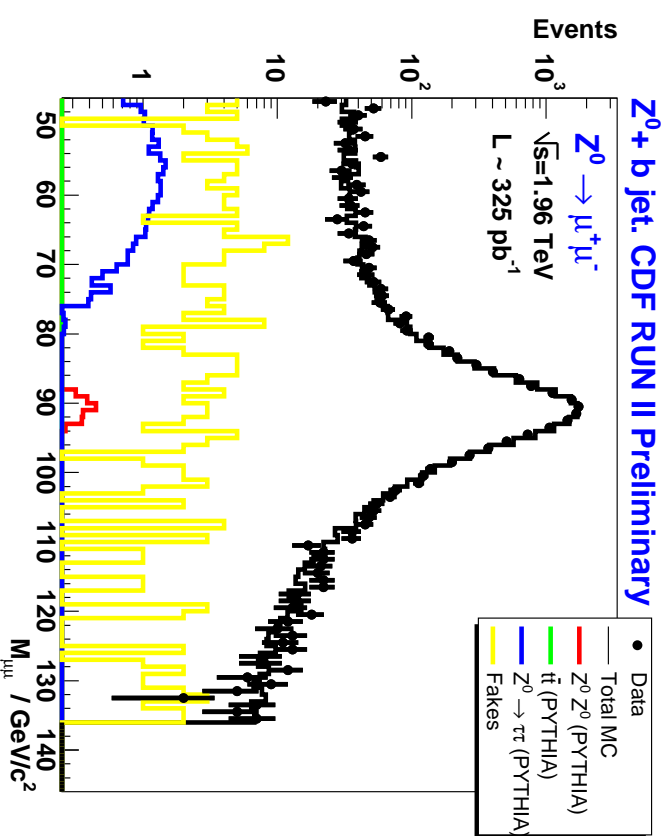 Z⁰ + b jet. CDF RUN II Preliminary
Events
10³
10²
10
1
Z⁰ → μ⁺μ⁻
√s=1.96 TeV
L ~ 325 pb⁻¹
Data
Total MC
Z⁰ Z⁰ (PYTHIA)
tt̄ (PYTHIA)
Z⁰ → ττ (PYTHIA)
Fakes
50 60 70 80 90 100 110 120 130 140
M_μμ / GeV/c²